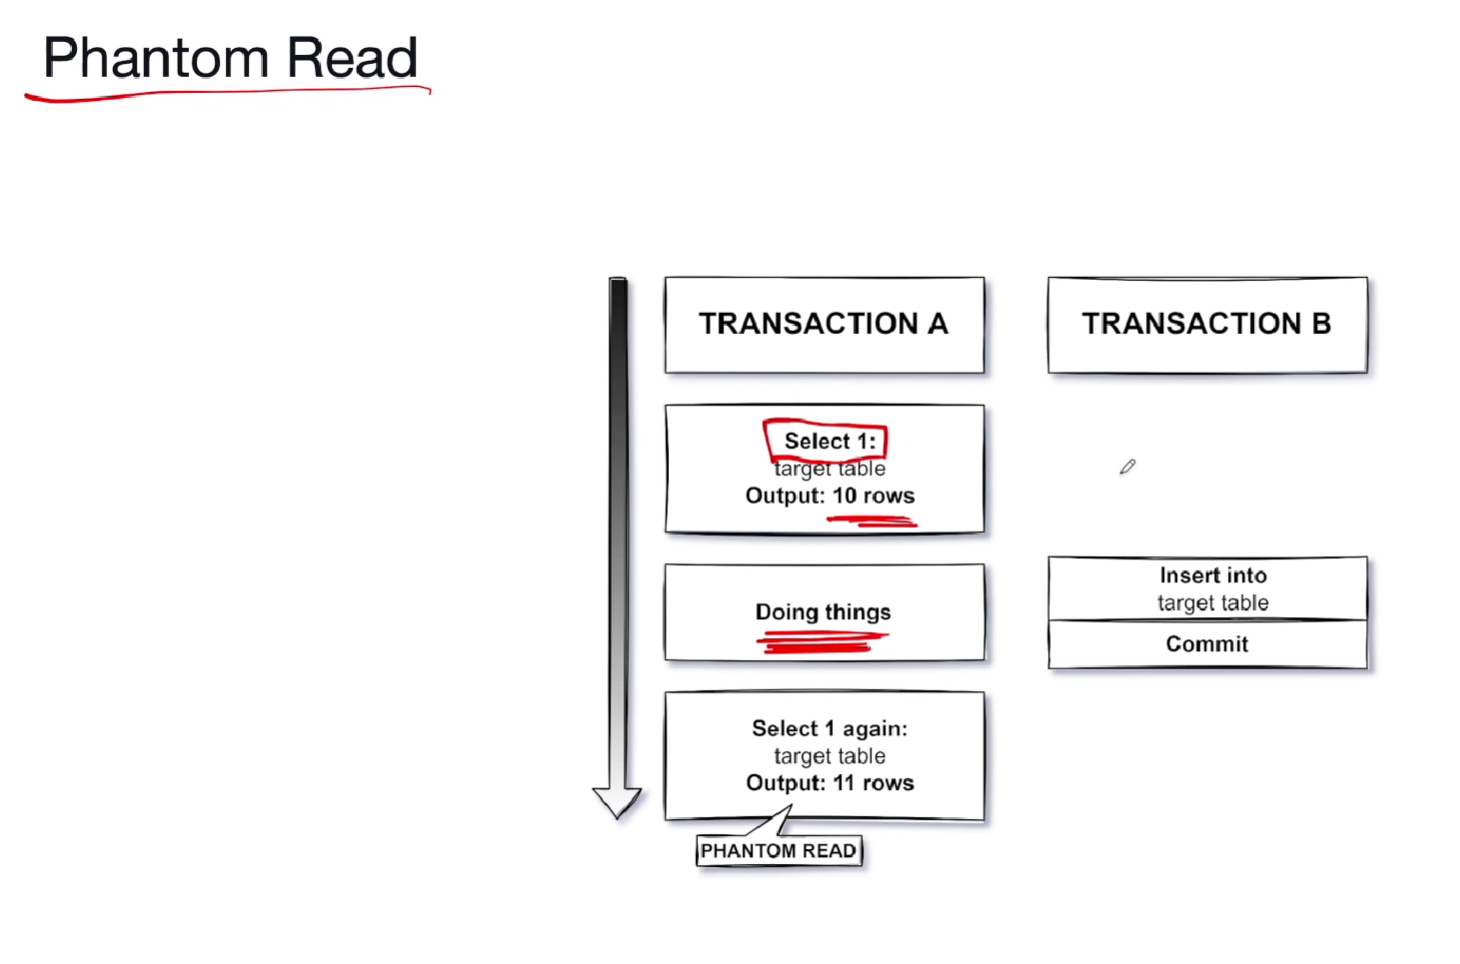 Phantom Read
TRANSACTION A
TRANSACTION B
Select 1:
target table
Output: 10 rows
Doing things
Insert into
target table
Commit
Select 1 again:
target table
Output: 11 rows
PHANTOM READ